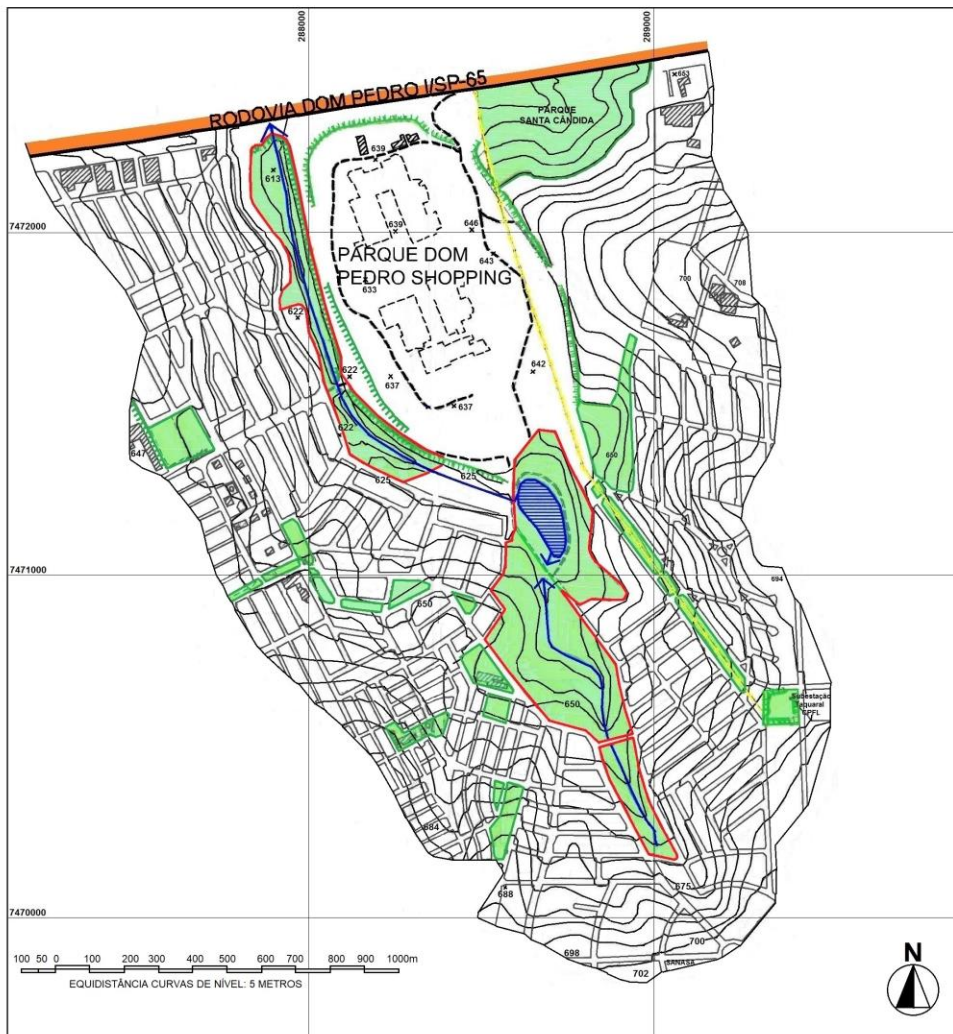 288000
289000
RODOVIA DOM PEDRO I/SP-65
653
PARQUE
SANTA CÂNDIDA
639
613
7472000
639
646
PARQUE DOM
PEDRO SHOPPING
643
633
706
708
622
622
637
642
637
622
647
625
625
650
7471000
694
650
650
Subestação
Taquaral
CPFL
684
675
688
7470000
698
700
SANASA
702
100 50 0 100 200 300 400 500 600 700 800 900 1000m
EQUIDISTÂNCIA CURVAS DE NÍVEL: 5 METROS
N